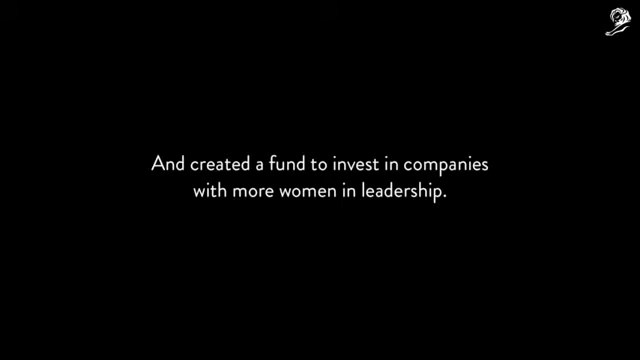 And created a fund to invest in companies
with more women in leadership.